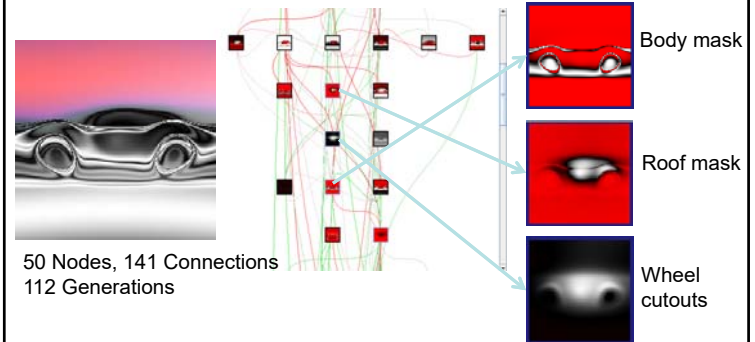 Body mask
Roof mask
50 Nodes, 141 Connections
112 Generations
Wheel
cutouts